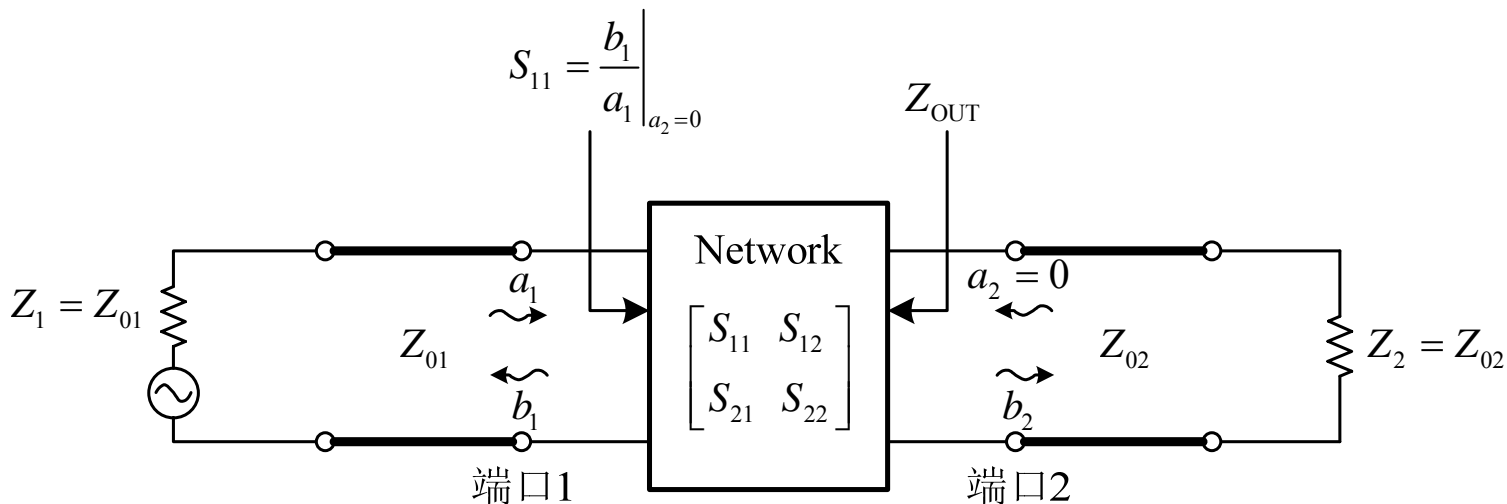 S₁₁ = b₁/a₁ |ₐ₂₌₀
Z_OUT
Network
a₁
a₂ = 0
Z₁ = Z₀₁
Z₀₁
[S₁₁ S₁₂
S₂₁ S₂₂]
Z₀₂
Z₂ = Z₀₂
b₁
b₂
端口1
端口2